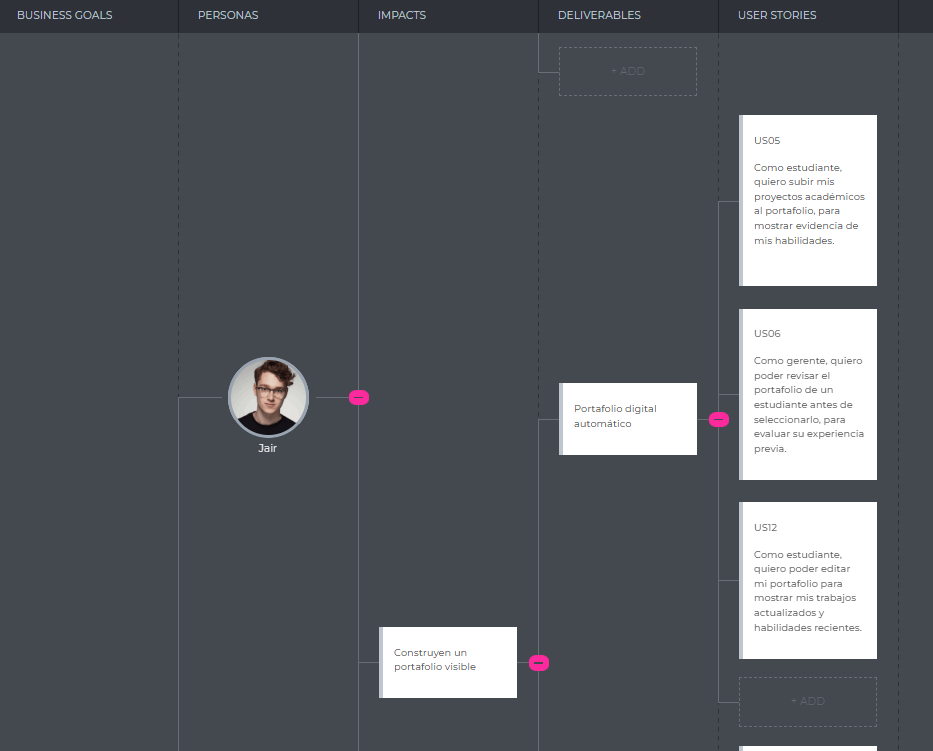 BUSINESS GOALS
PERSONAS
IMPACTS
DELIVERABLES
USER STORIES
+ ADD
US05
Como estudiante,
quiero subir mis
proyectos académicos
al portafolio, para
mostrar evidencia de
mis habilidades.
US06
Como gerente, quiero
poder revisar el
portafolio de un
estudiante antes de
seleccionarlo, para
evaluar su experiencia
previa.
Portafolio digital
automático
Jair
US12
Como estudiante,
quiero poder editar
mi portafolio para
mostrar mis trabajos
actualizados y
habilidades recientes.
Construyen un
portafolio visible
+ ADD